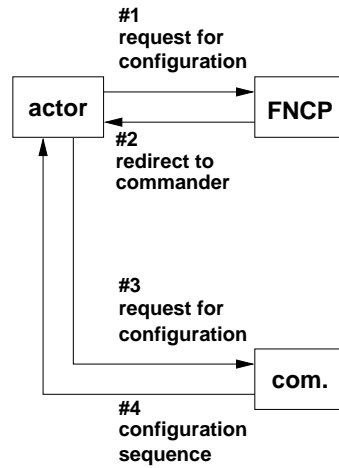 #1
request for
configuration
actor
FNCP
#2
redirect to
commander
#3
request for
configuration
com.
#4
configuration
sequence